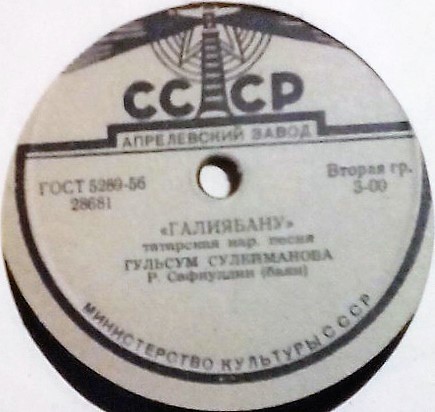 СССР
АПРЕЛЕВСКИЙ ЗАВОД
ГОСТ 5289-56
28681
Вторая гр.
3-00
«ГАЛИЯБАНУ»
татарская нар. песня
ГУЛЬСУМ СУЛЕЙМАНОВА
Р. Сафиуллин (баян)
МИНИСТЕРСТВО КУЛЬТУРЫ СССР